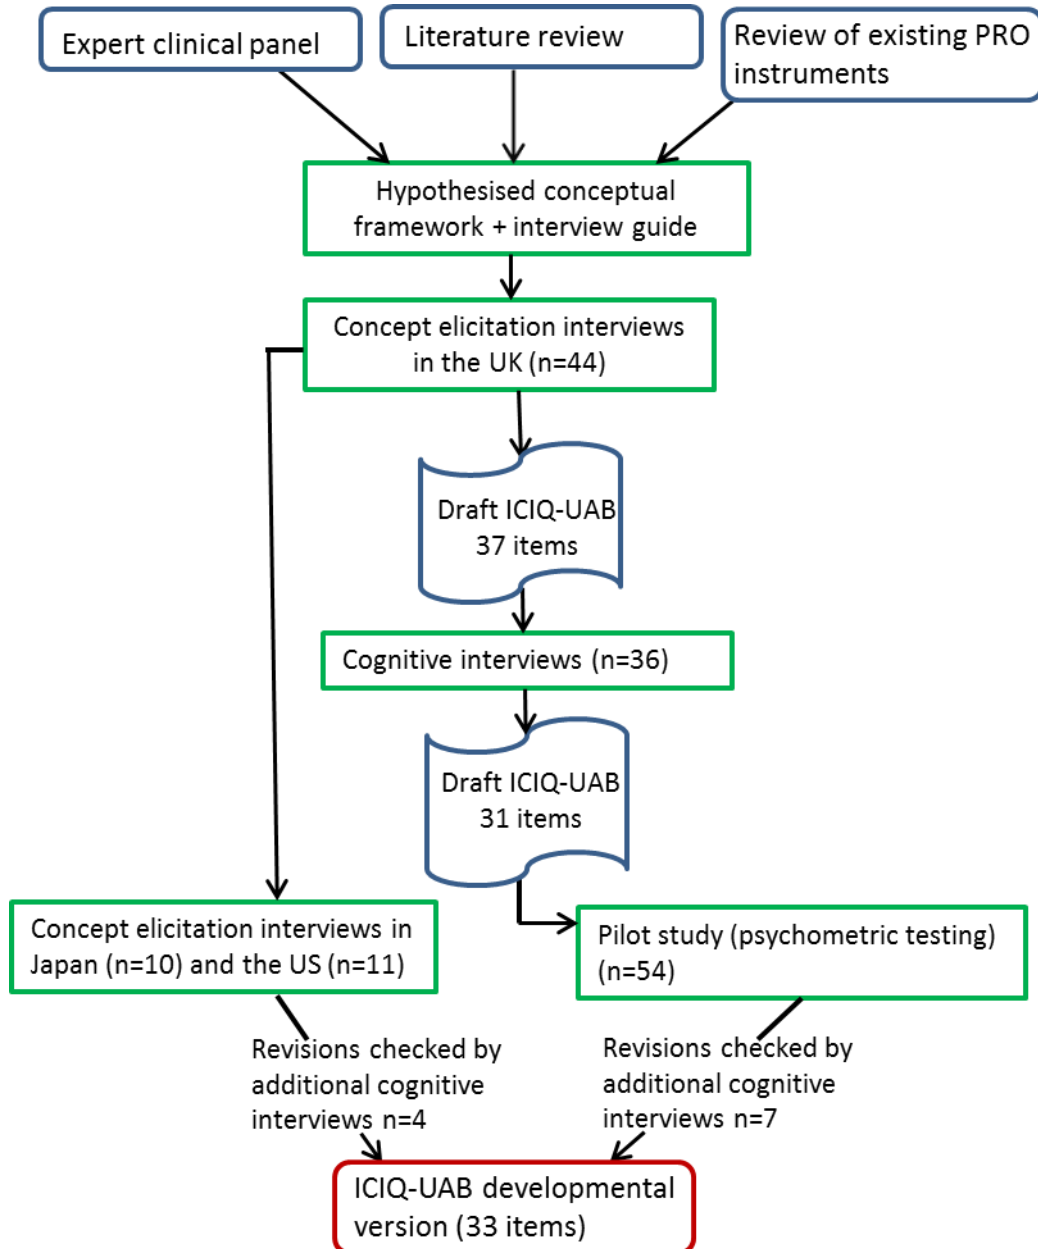 Expert clinical panel
Literature review
Review of existing PRO
instruments
Hypothesised conceptual
framework + interview guide
Concept elicitation interviews
in the UK (n=44)
Draft ICIQ-UAB
37 items
Cognitive interviews (n=36)
Draft ICIQ-UAB
31 items
Concept elicitation interviews in
Japan (n=10) and the US (n=11)
Pilot study (psychometric testing)
(n=54)
Revisions checked by
additional cognitive
interviews n=4
Revisions checked by
additional cognitive
interviews n=7
ICIQ-UAB developmental
version (33 items)